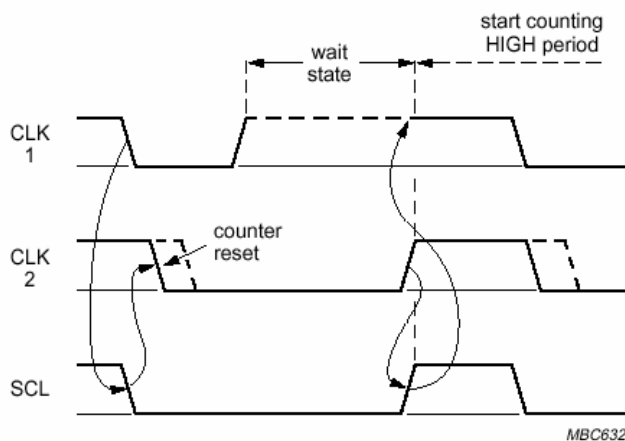 start counting
HIGH period
wait
state
CLK
1
counter
reset
CLK
2
SCL
MBC632